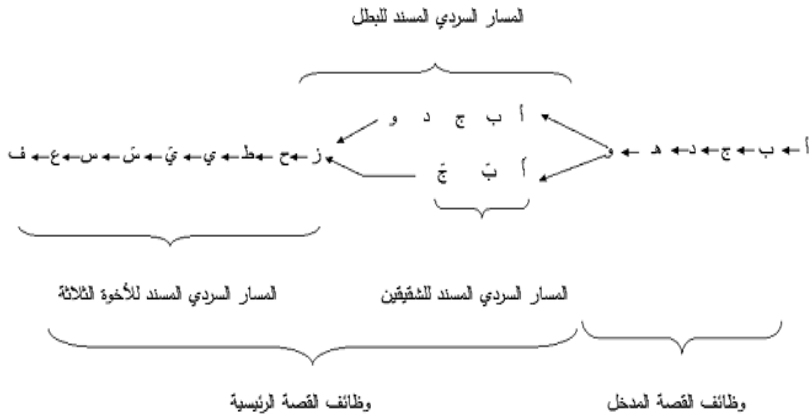 المسار السردي المسند للبطل
أ ب ج د و
أ ← ب ← ج ← د ← هـ ← و
ز ← ح ← ط ← ي ← يّ ← سّ ← س ← ع ← ف
أَ بّ جّ
المسار السردي المسند للشقيقين
المسار السردي المسند للأخوة الثلاثة
وظائف القصة المدخل
وظائف القصة الرئيسية